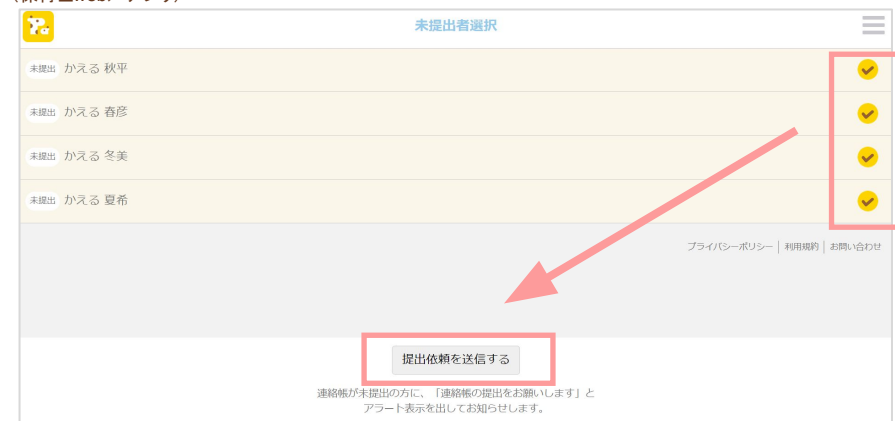 未提出者選択
未提出 かえる 秋平
未提出 かえる 春彦
未提出 かえる 冬美
未提出 かえる 夏希
プライバシーポリシー │ 利用規約 │ お問い合わせ
提出依頼を送信する
連絡帳が未提出の方に、「連絡帳の提出をお願いします」と
アラート表示を出してお知らせします。